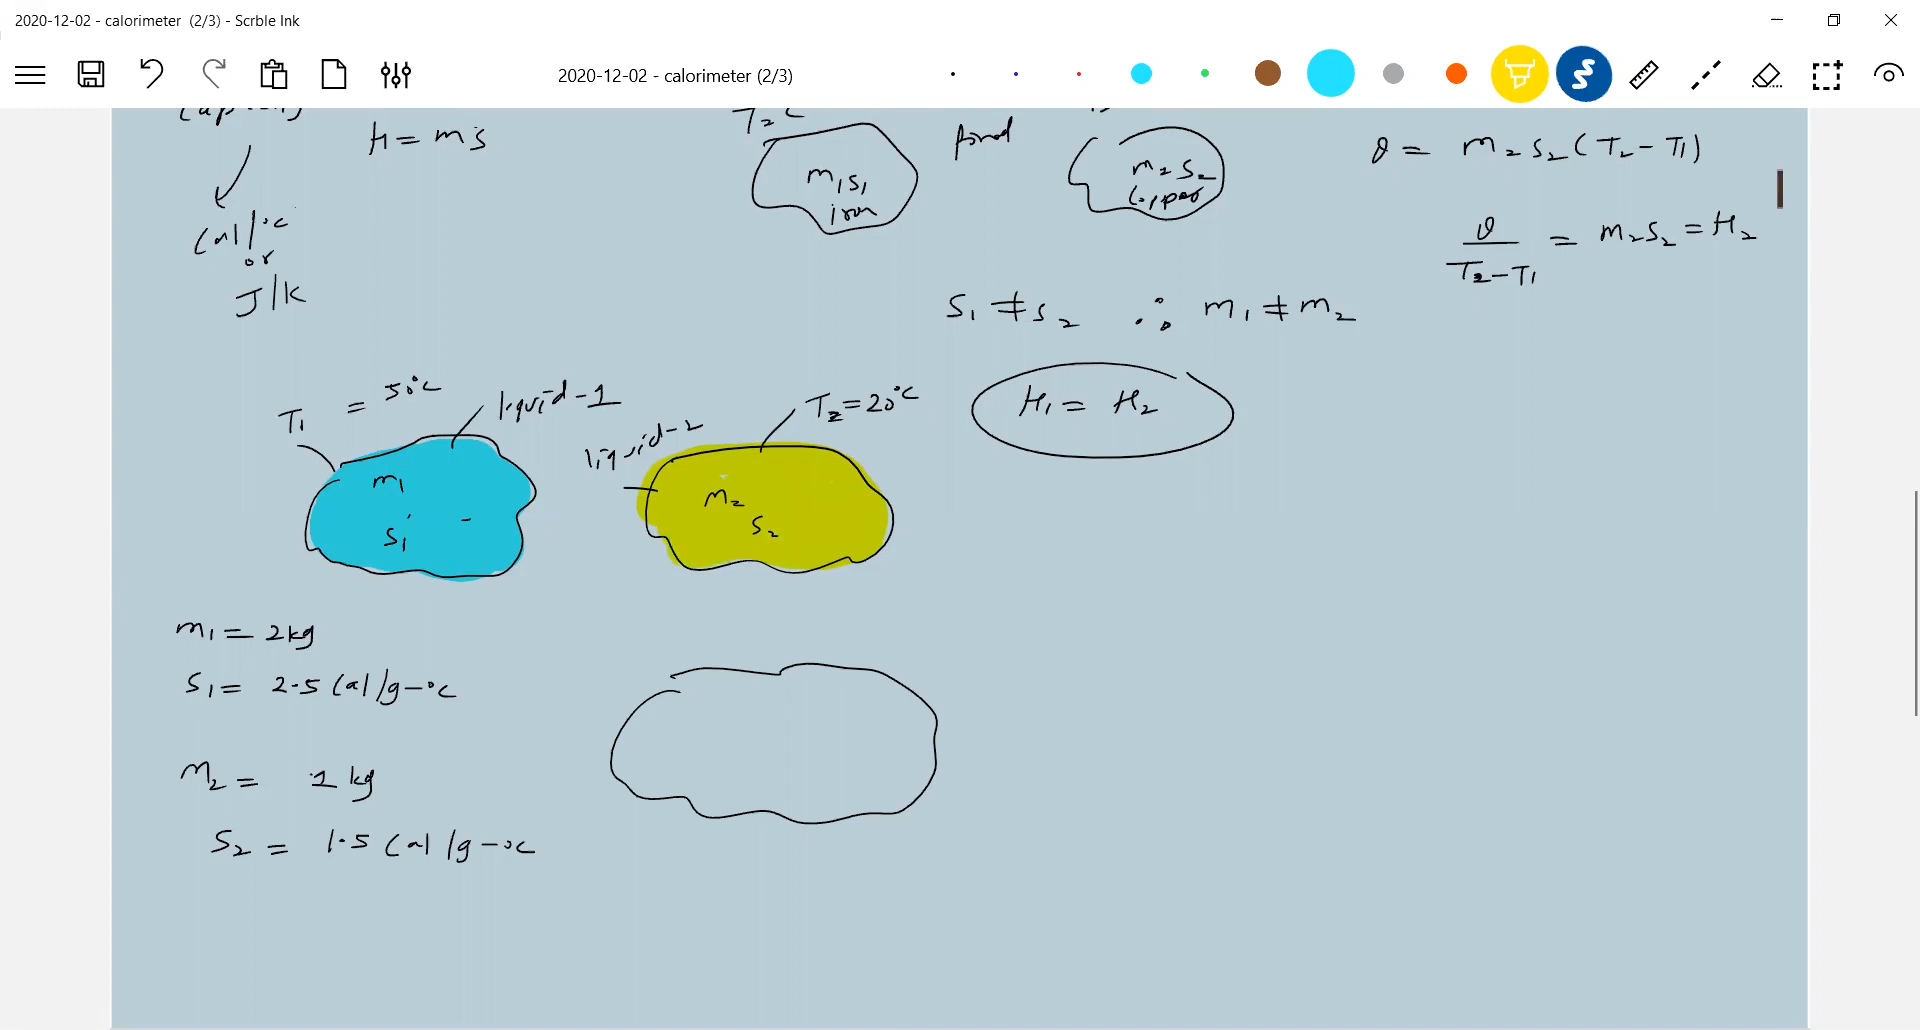 2020-12-02 - calorimeter (2/3) - Scrble Ink
2020-12-02 - calorimeter (2/3)
H = ms
Cal/°C
or
J/K
T₂°C
m₁s₁
iron
m₂s₂
Copper
θ = m₂s₂(T₂-T₁)
θ/(T₂-T₁) = m₂s₂ = H₂
S₁ ≠ S₂ ∴ m₁ ≠ m₂
H₁ = H₂
T₁ = 50°C
liquid-1
liquid-2
T₂ = 20°C
m₁
S₁
m₂
S₂
m₁ = 2kg
S₁ = 2.5 Cal/g-°C
m₂ = 1 kg
S₂ = 1.5 Cal/g-°C